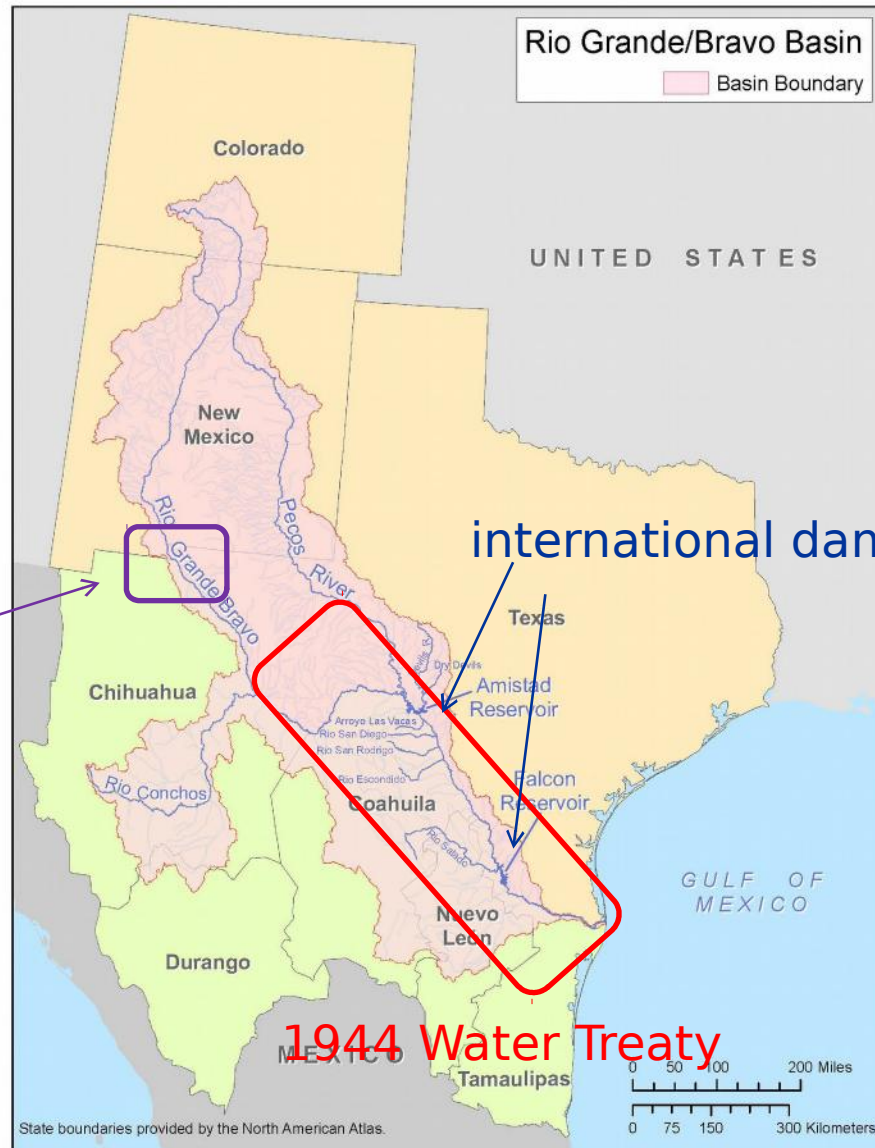 Rio Grande/Bravo Basin
Basin Boundary
Colorado
UNITED STATES
New
Mexico
Rio Grande/Bravo
Pecos River
international dan
Texas
Dry Devils
Chihuahua
Amistad
Reservoir
Arroyo Las Vacas
Rio San Diego
Rio San Rodrigo
Rio Escondido
Falcon
Reservoir
Rio Conchos
Coahuila
Rio Salado
GULF OF
MEXICO
Nuevo
León
Durango
1944 Water Treaty
MEXICO
Tamaulipas
0 50 100 200 Miles
0 75 150 300 Kilometers
State boundaries provided by the North American Atlas.